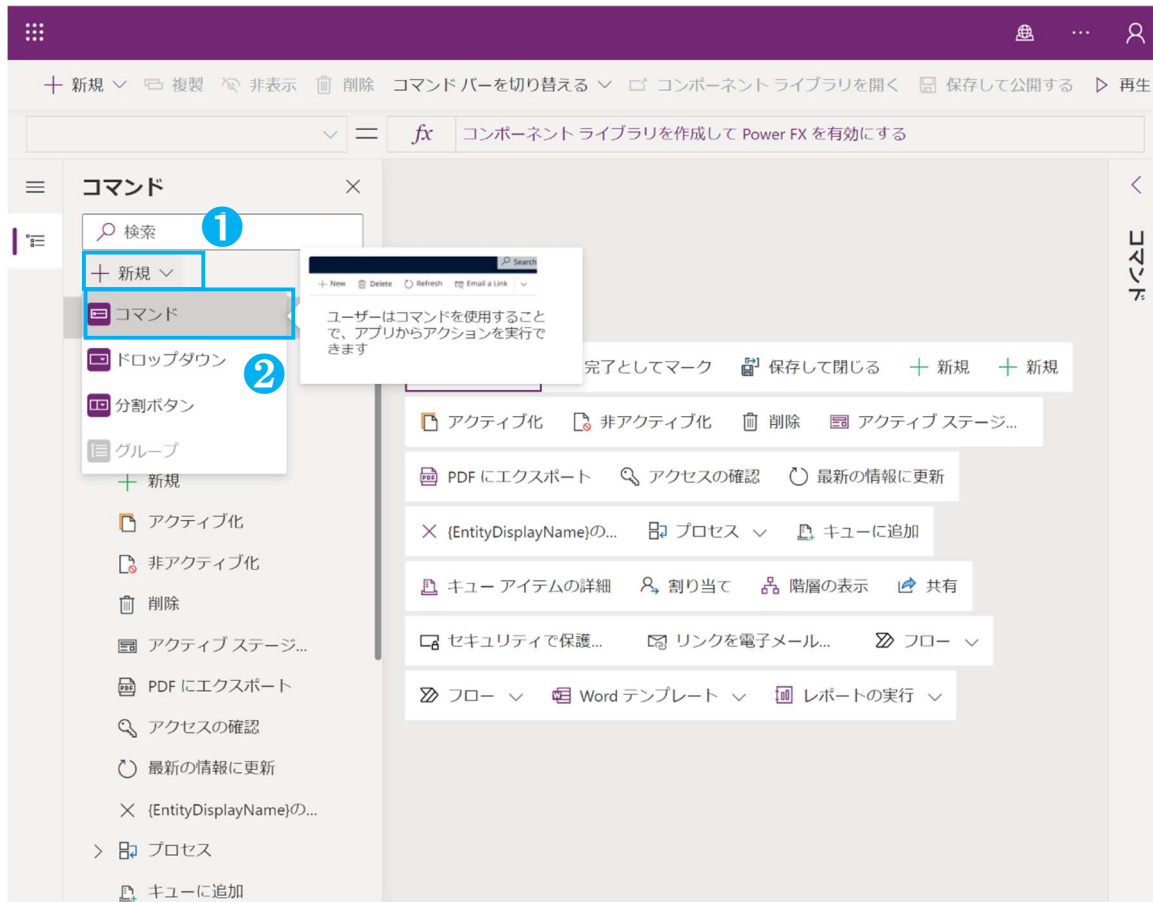 新規 複製 非表示 削除 コマンド バーを切り替える コンポーネント ライブラリを開く 保存して公開する 再生
= fx コンポーネント ライブラリを作成して Power FX を有効にする
コマンド
検索
1
新規
コマンド
ドロップダウン
2
分割ボタン
グループ
Search
New Delete Refresh Email a Link
ユーザーはコマンドを使用すること
で、アプリからアクションを実行で
きます
新規
アクティブ化
非アクティブ化
削除
アクティブ ステージ...
PDF にエクスポート
アクセスの確認
最新の情報に更新
{EntityDisplayName}の...
プロセス
キューに追加
完了としてマーク 保存して閉じる 新規 新規
アクティブ化 非アクティブ化 削除 アクティブ ステージ...
PDF にエクスポート アクセスの確認 最新の情報に更新
{EntityDisplayName}の... プロセス キューに追加
キュー アイテムの詳細 割り当て 階層の表示 共有
セキュリティで保護... リンクを電子メール... フロー
フロー Word テンプレート レポートの実行
コマンド